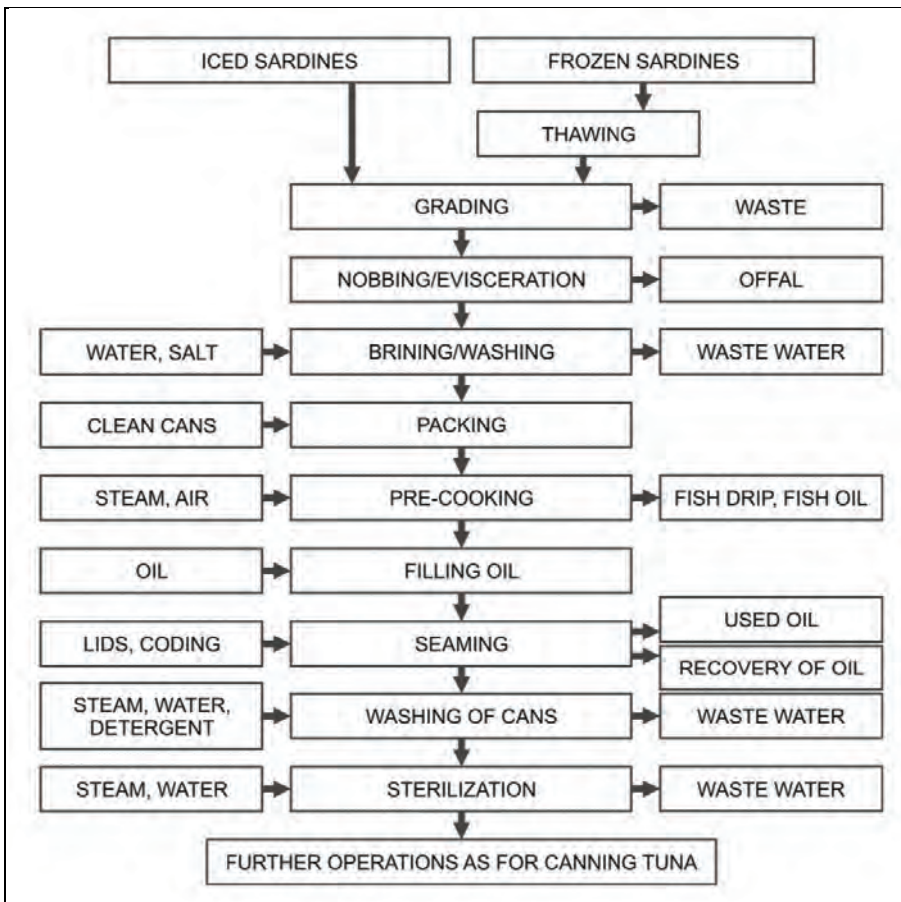 ICED SARDINES
FROZEN SARDINES
THAWING
GRADING
WASTE
NOBBING/EVISCERATION
OFFAL
WATER, SALT
BRINING/WASHING
WASTE WATER
CLEAN CANS
PACKING
STEAM, AIR
PRE-COOKING
FISH DRIP, FISH OIL
OIL
FILLING OIL
LIDS, CODING
SEAMING
USED OIL
RECOVERY OF OIL
STEAM, WATER,
DETERGENT
WASHING OF CANS
WASTE WATER
STEAM, WATER
STERILIZATION
WASTE WATER
FURTHER OPERATIONS AS FOR CANNING TUNA